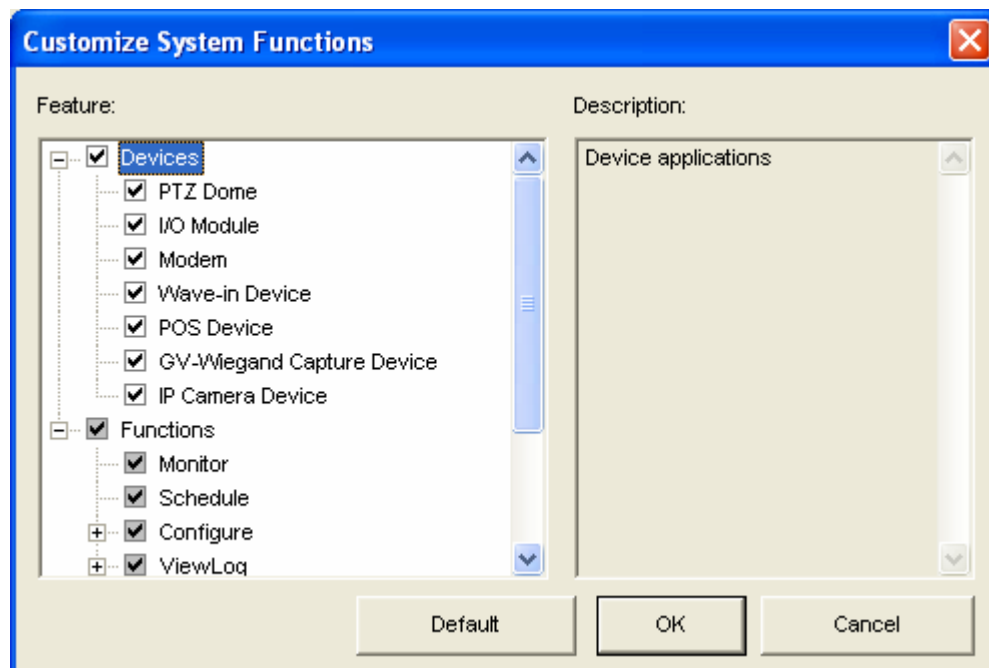 Customize System Functions
Feature:
Description:
Devices
Device applications
PTZ Dome
I/O Module
Modem
Wave-in Device
POS Device
GV-Wiegand Capture Device
IP Camera Device
Functions
Monitor
Schedule
Configure
ViewLog
Default
OK
Cancel